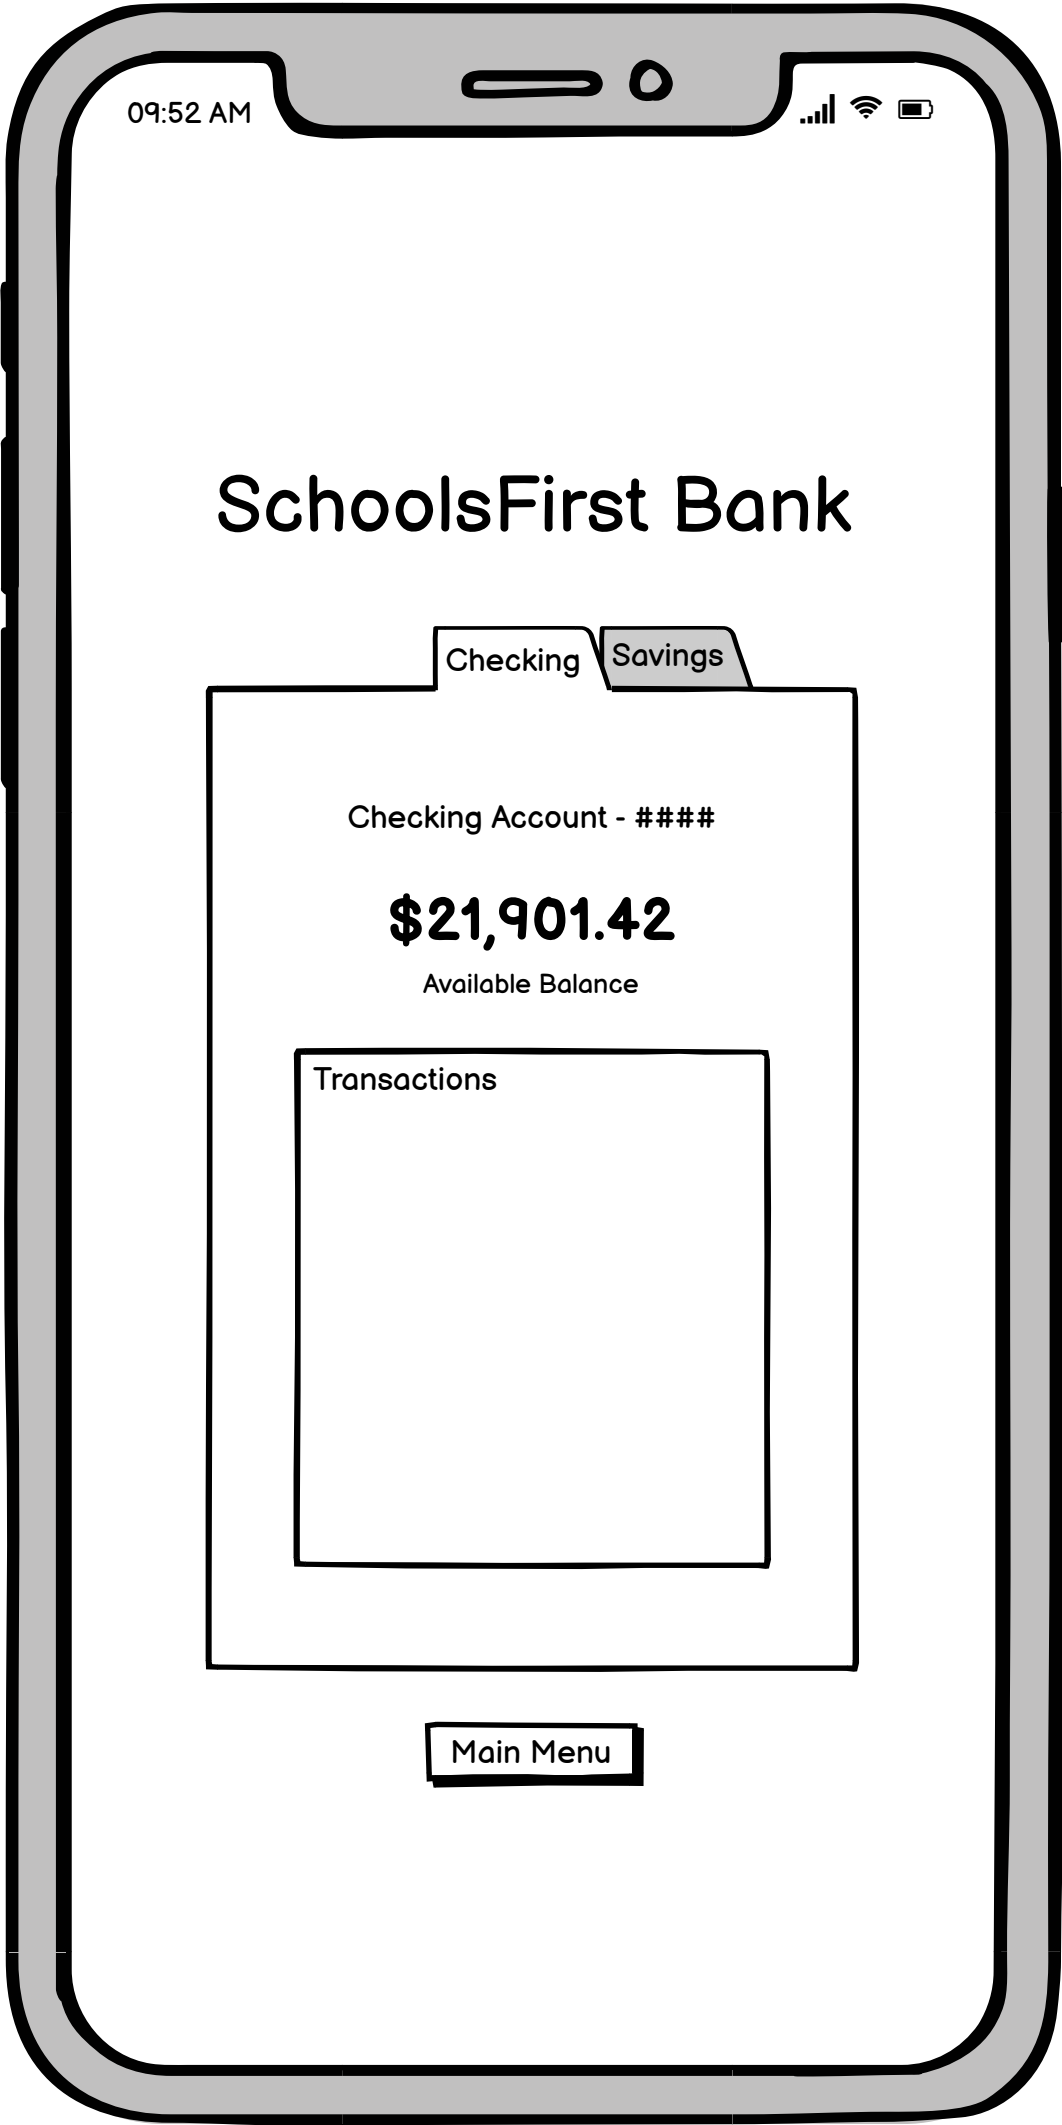 09:52 AM
SchoolsFirst Bank
Checking
Savings
Checking Account - ####
$21,901.42
Available Balance
Transactions
Main Menu